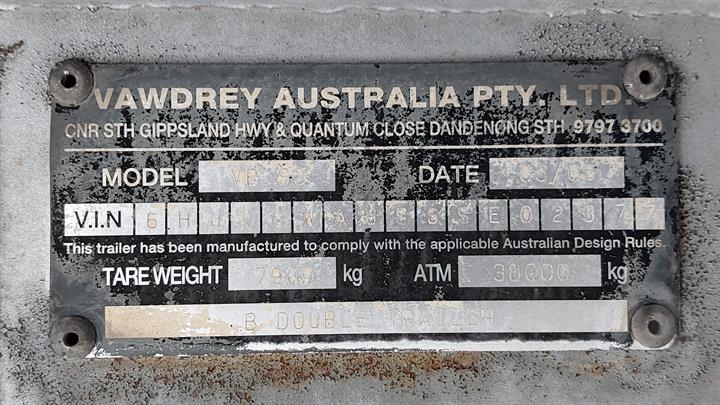 VAWDREY AUSTRALIA PTY. LTD.
CNR STH GIPPSLAND HWY & QUANTUM CLOSE DANDENONG STH 9797 3700
MODEL DATE
V.I.N
This trailer has been manufactured to comply with the applicable Australian Design Rules.
TARE WEIGHT kg ATM 38000 kg
B DOUBLE TRAILER